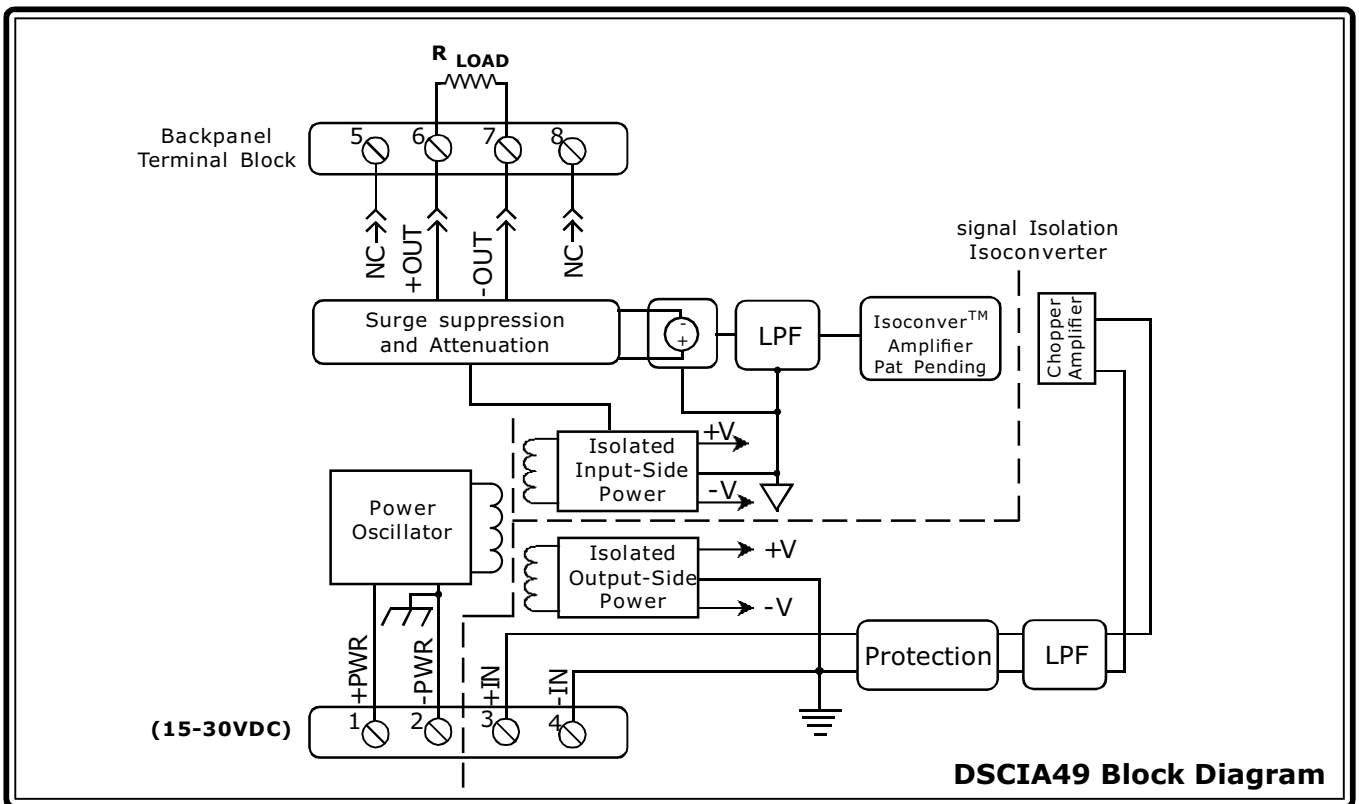 R LOAD
Backpanel
Terminal Block
5 6 7 8
NC
+OUT
-OUT
NC
signal Isolation
Isoconverter
Surge suppression
and Attenuation
-
+
LPF
Isoconver™
Amplifier
Pat Pending
Chopper
Amplifier
Isolated
Input-Side
Power
+V
-V
Power
Oscillator
Isolated
Output-Side
Power
+V
-V
+PWR
-PWR
+IN
-IN
Protection
LPF
(15-30VDC)
1 2 3 4
DSCIA49 Block Diagram